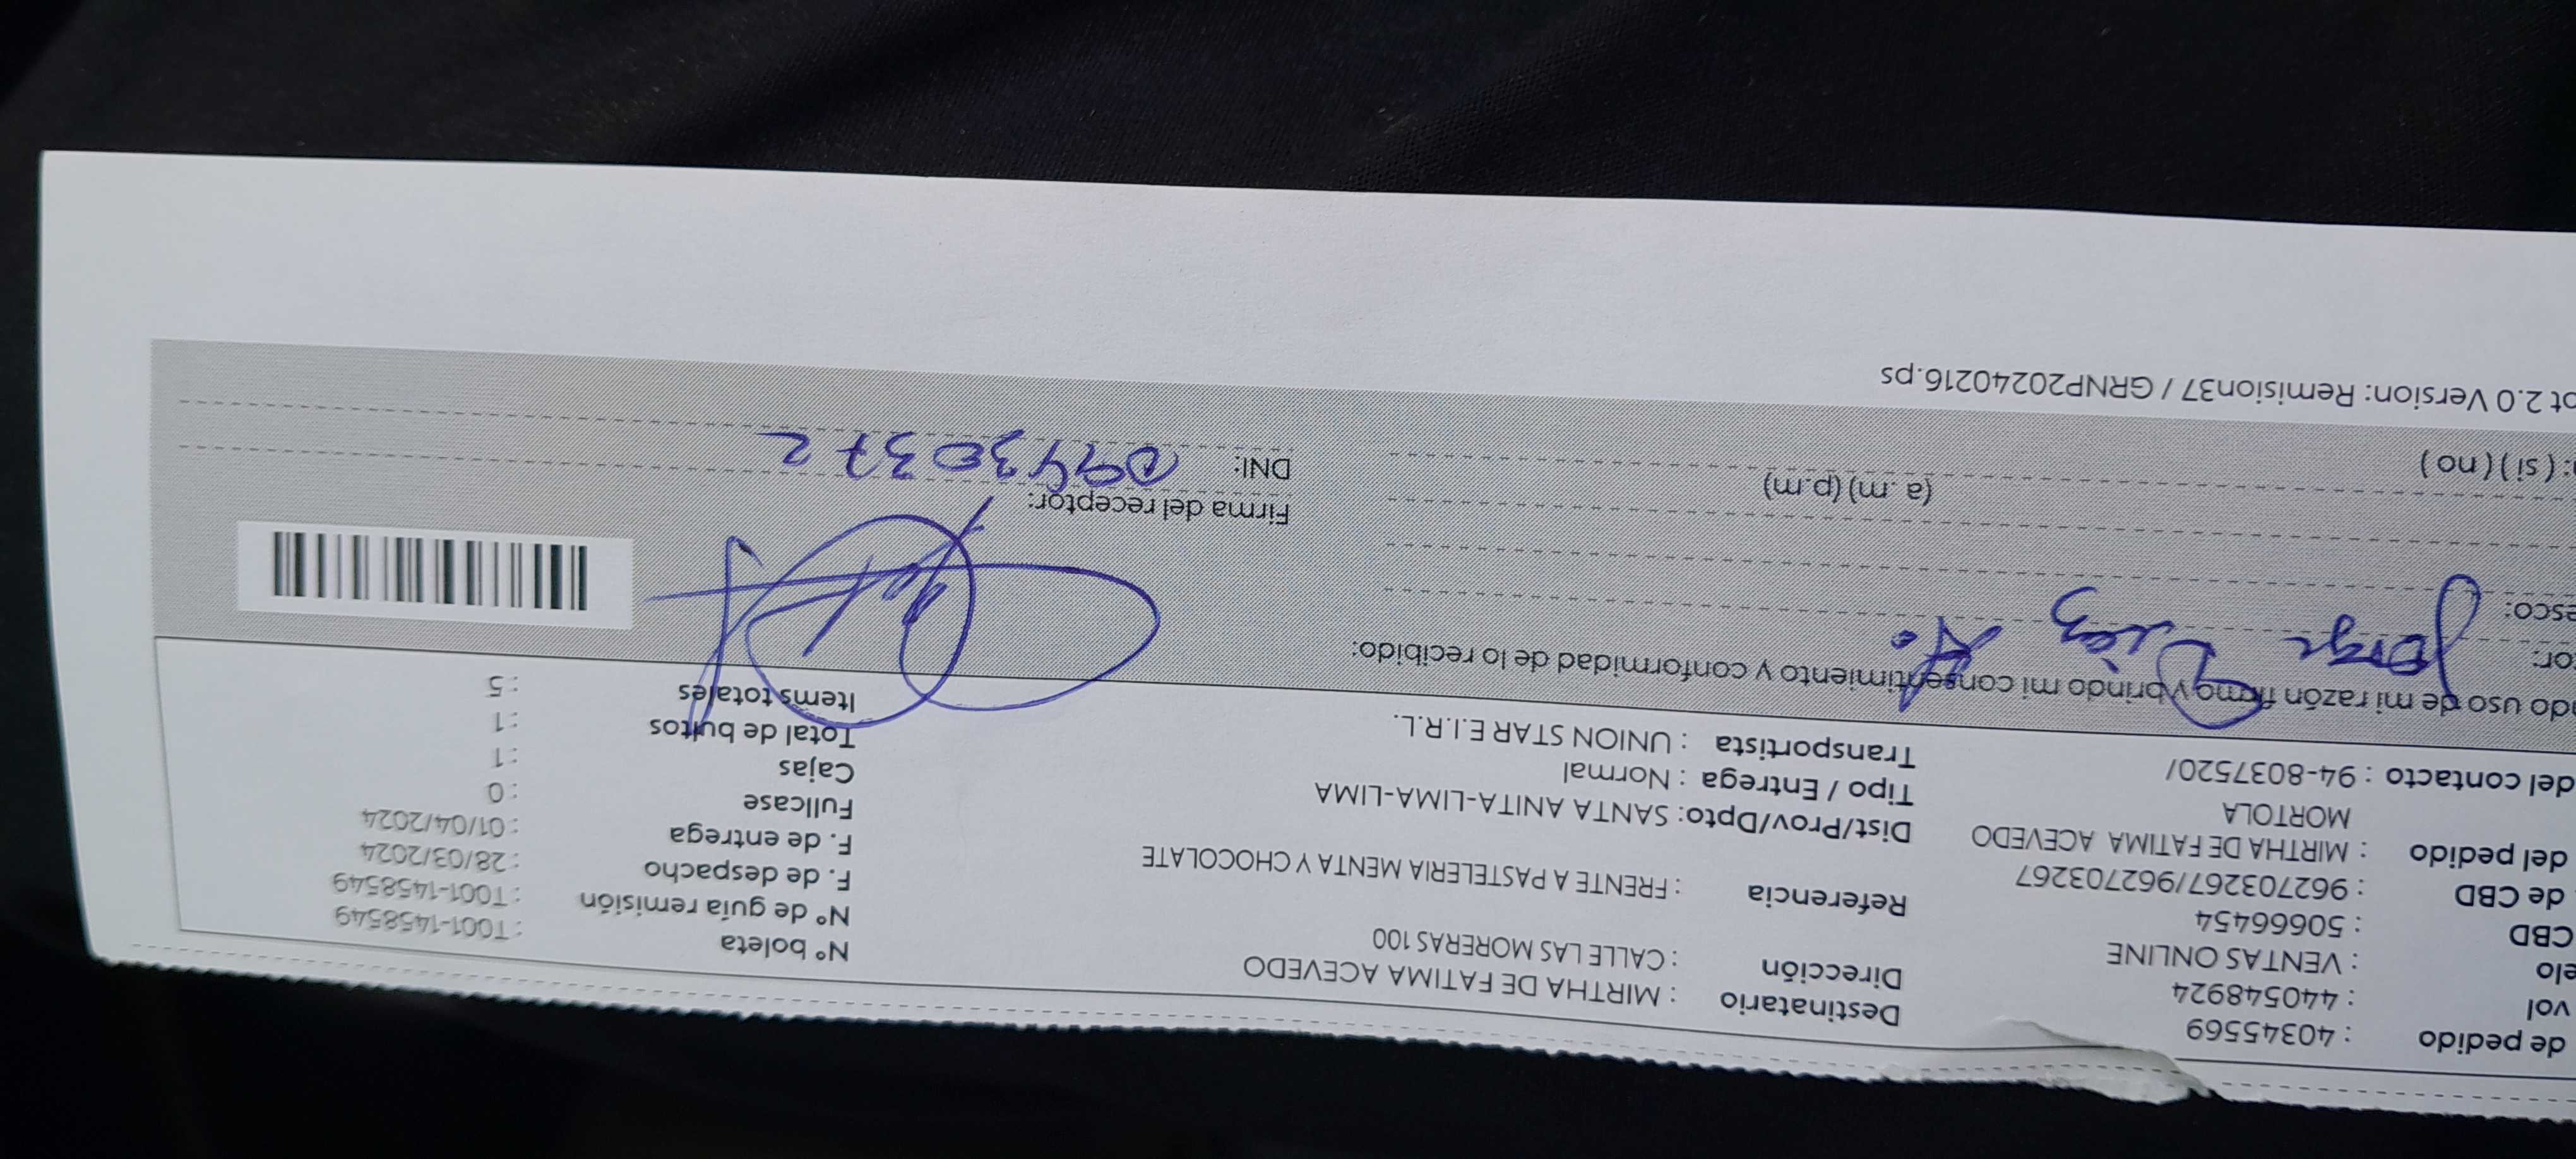 de pedido : 40345569
vol : 440548924
elo : VENTAS ONLINE
CBD : 50666454
de CBD : 962703267/962703267
del pedido : MIRTHA DE FATIMA ACEVEDO
MORTOLA
del contacto : 94-8037520/
Destinatario : MIRTHA DE FATIMA ACEVEDO
Dirección : CALLE LAS MORERAS 100
Referencia : FRENTE A PASTELERIA MENTA Y CHOCOLATE
Dist/Prov/Dpto: SANTA ANITA-LIMA-LIMA
Tipo / Entrega : Normal
Transportista : UNION STAR E.I.R.L.
Nº boleta : T001-1458549
Nº de guía remisión : T001-1458549
F. de despacho : 28/03/2024
F. de entrega : 01/04/2024
Fullcase : 0
Cajas : 1
Total de bultos : 1
Items totales : 5
do uso de mi razón firmo y brindo mi consentimiento y conformidad de lo recibido:
tor: Jorge Diaz
esco:
(a .m) (p.m)
: ( si ) ( no )
Firma del receptor:
DNI: 09430372
pt 2.0 Version: Remision37 / GRNP20240216.ps